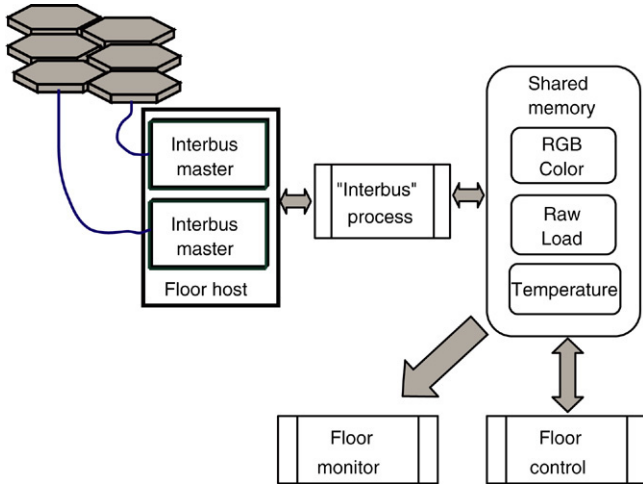 Interbus
master
Interbus
master
Floor host
"Interbus"
process
Shared
memory
RGB
Color
Raw
Load
Temperature
Floor
monitor
Floor
control